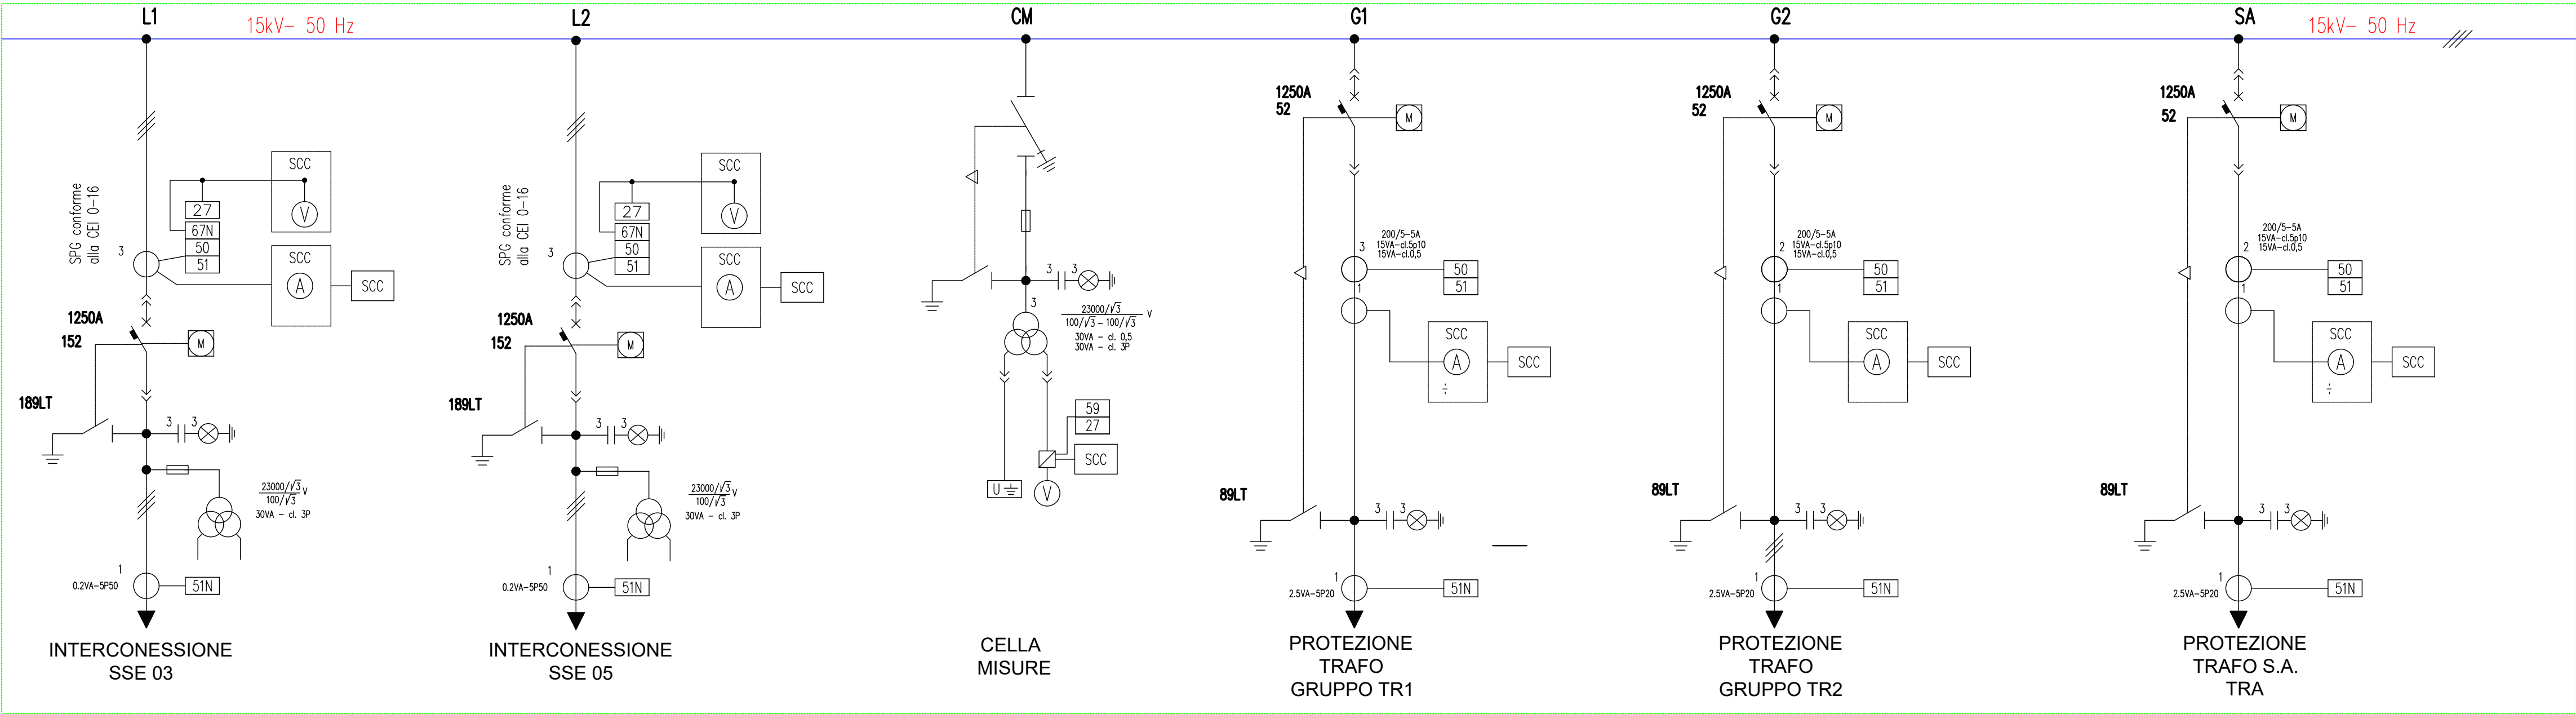 L1
15kV- 50 Hz
L2
CM
G1
G2
SA
15kV- 50 Hz
SPG conforme
alla CEI 0-16
3
27
67N
50
51
SCC
V
SCC
A
SCC
1250A
152
M
189LT
3
3
23000/√3 V
100/√3
30VA - cl. 3P
1
0.2VA-5P50
51N
INTERCONESSIONE
SSE 03
SPG conforme
alla CEI 0-16
3
27
67N
50
51
SCC
V
SCC
A
SCC
1250A
152
M
189LT
3
3
23000/√3 V
100/√3
30VA - cl. 3P
1
0.2VA-5P50
51N
INTERCONESSIONE
SSE 05
3
3
3
23000/√3 V
100/√3 - 100/√3
30VA - cl. 0,5
30VA - cl. 3P
59
27
SCC
U
V
CELLA
MISURE
1250A
52
M
200/5-5A
15VA-cl.5p10
15VA-cl.0,5
3
50
51
1
SCC
A
÷
SCC
89LT
3
3
1
2.5VA-5P20
51N
PROTEZIONE
TRAFO
GRUPPO TR1
1250A
52
M
200/5-5A
15VA-cl.5p10
15VA-cl.0,5
2
50
51
1
SCC
A
÷
SCC
89LT
3
3
1
2.5VA-5P20
51N
PROTEZIONE
TRAFO
GRUPPO TR2
1250A
52
M
200/5-5A
15VA-cl.5p10
15VA-cl.0,5
2
50
51
1
SCC
A
÷
SCC
89LT
3
3
1
2.5VA-5P20
51N
PROTEZIONE
TRAFO S.A.
TRA